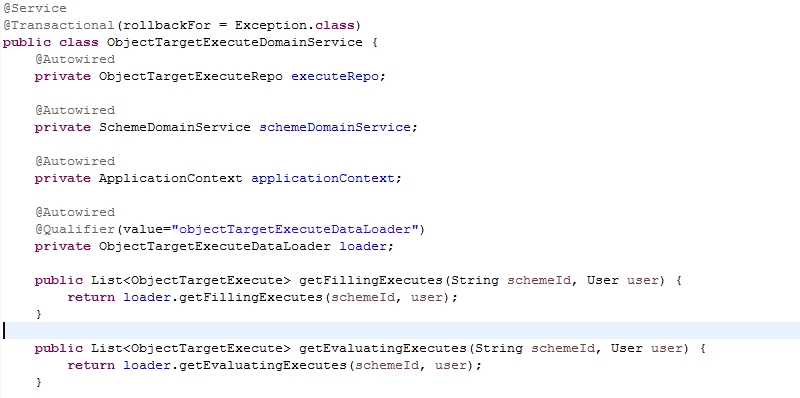 @Service
@Transactional(rollbackFor = Exception.class)
public class ObjectTargetExecuteDomainService {
    @Autowired
    private ObjectTargetExecuteRepo executeRepo;

    @Autowired
    private SchemeDomainService schemeDomainService;

    @Autowired
    private ApplicationContext applicationContext;

    @Autowired
    @Qualifier(value="objectTargetExecuteDataLoader")
    private ObjectTargetExecuteDataLoader loader;

    public List<ObjectTargetExecute> getFillingExecutes(String schemeId, User user) {
        return loader.getFillingExecutes(schemeId, user);
    }

    public List<ObjectTargetExecute> getEvaluatingExecutes(String schemeId, User user) {
        return loader.getEvaluatingExecutes(schemeId, user);
    }